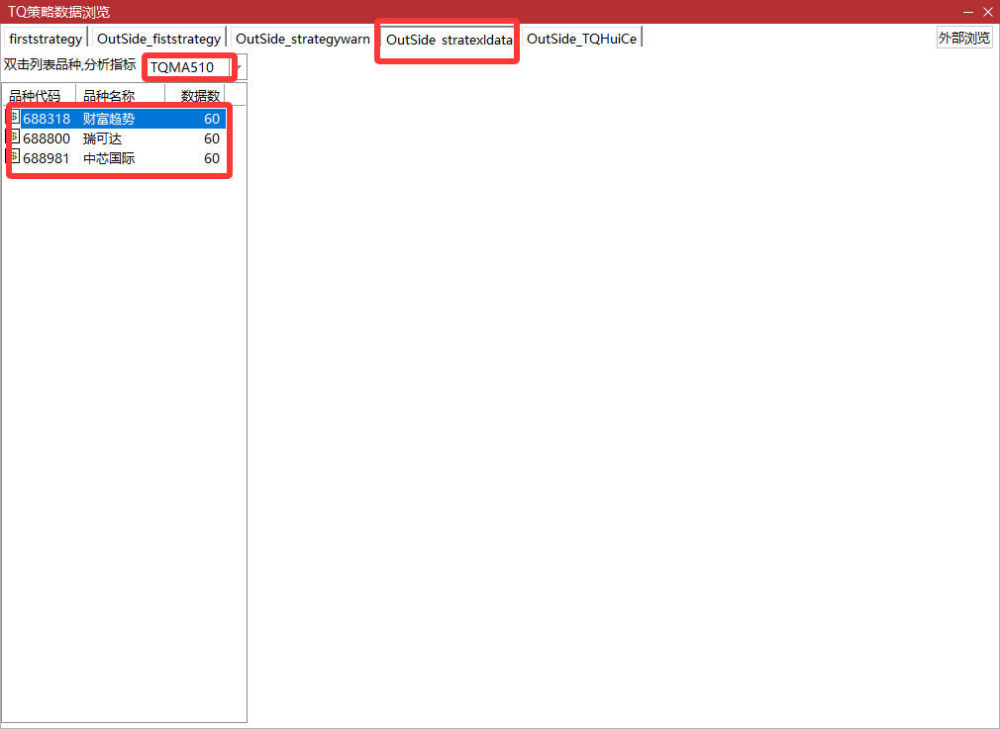 TQ策略数据浏览
firststrategy OutSide_fiststrategy OutSide_strategywarn OutSide_stratexldata OutSide_TQHuiCe 外部浏览
双击列表品种,分析指标 TQMA510
品种代码 品种名称 数据数
688318 财富趋势 60
688800 瑞可达 60
688981 中芯国际 60